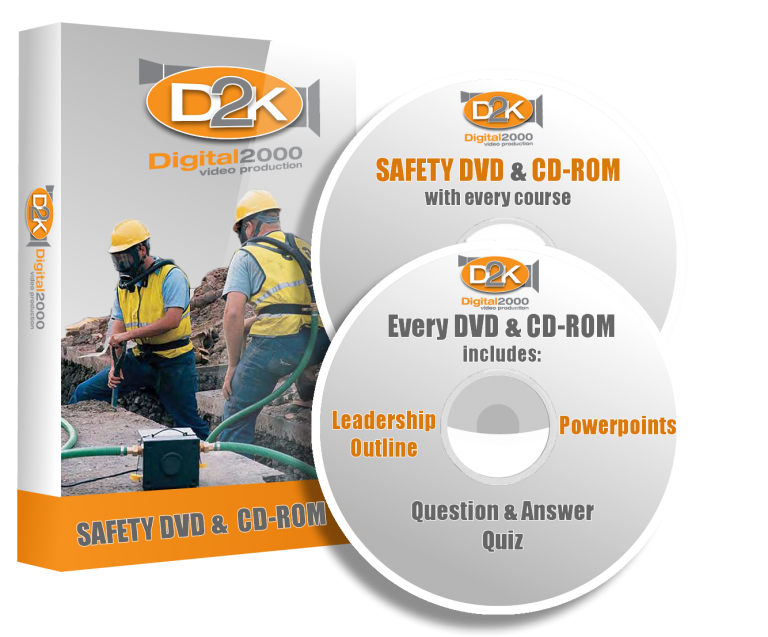 D2K
Digital2000
video production
D2K
Digital2000
video production
SAFETY DVD & CD-ROM
D2K
Digital2000
video production
SAFETY DVD & CD-ROM
with every course
D2K
Digital2000
video production
Every DVD & CD-ROM
includes:
Leadership
Outline
Powerpoints
Question & Answer
Quiz